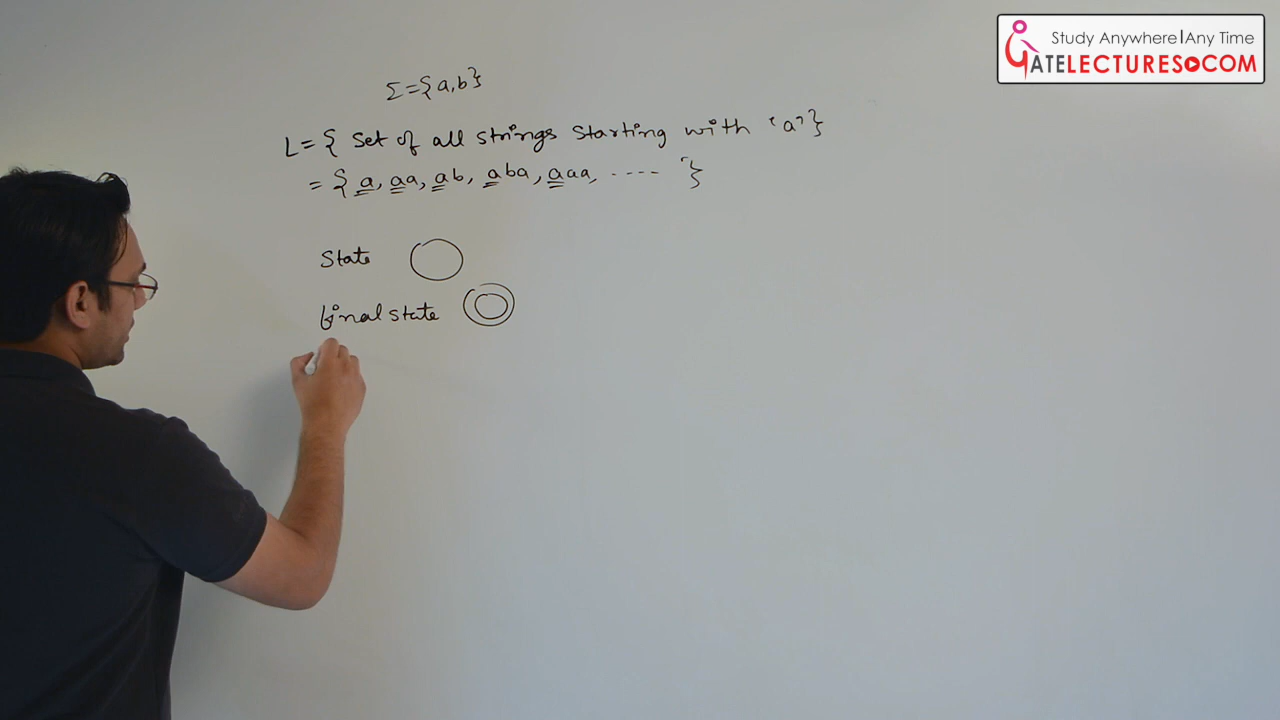 Study Anywhere|Any Time
GATELECTURES.COM
Σ={a,b}
L={ Set of all strings starting with 'a'}
={ a, aa, ab, aba, aaa, ..---- }
State
final state